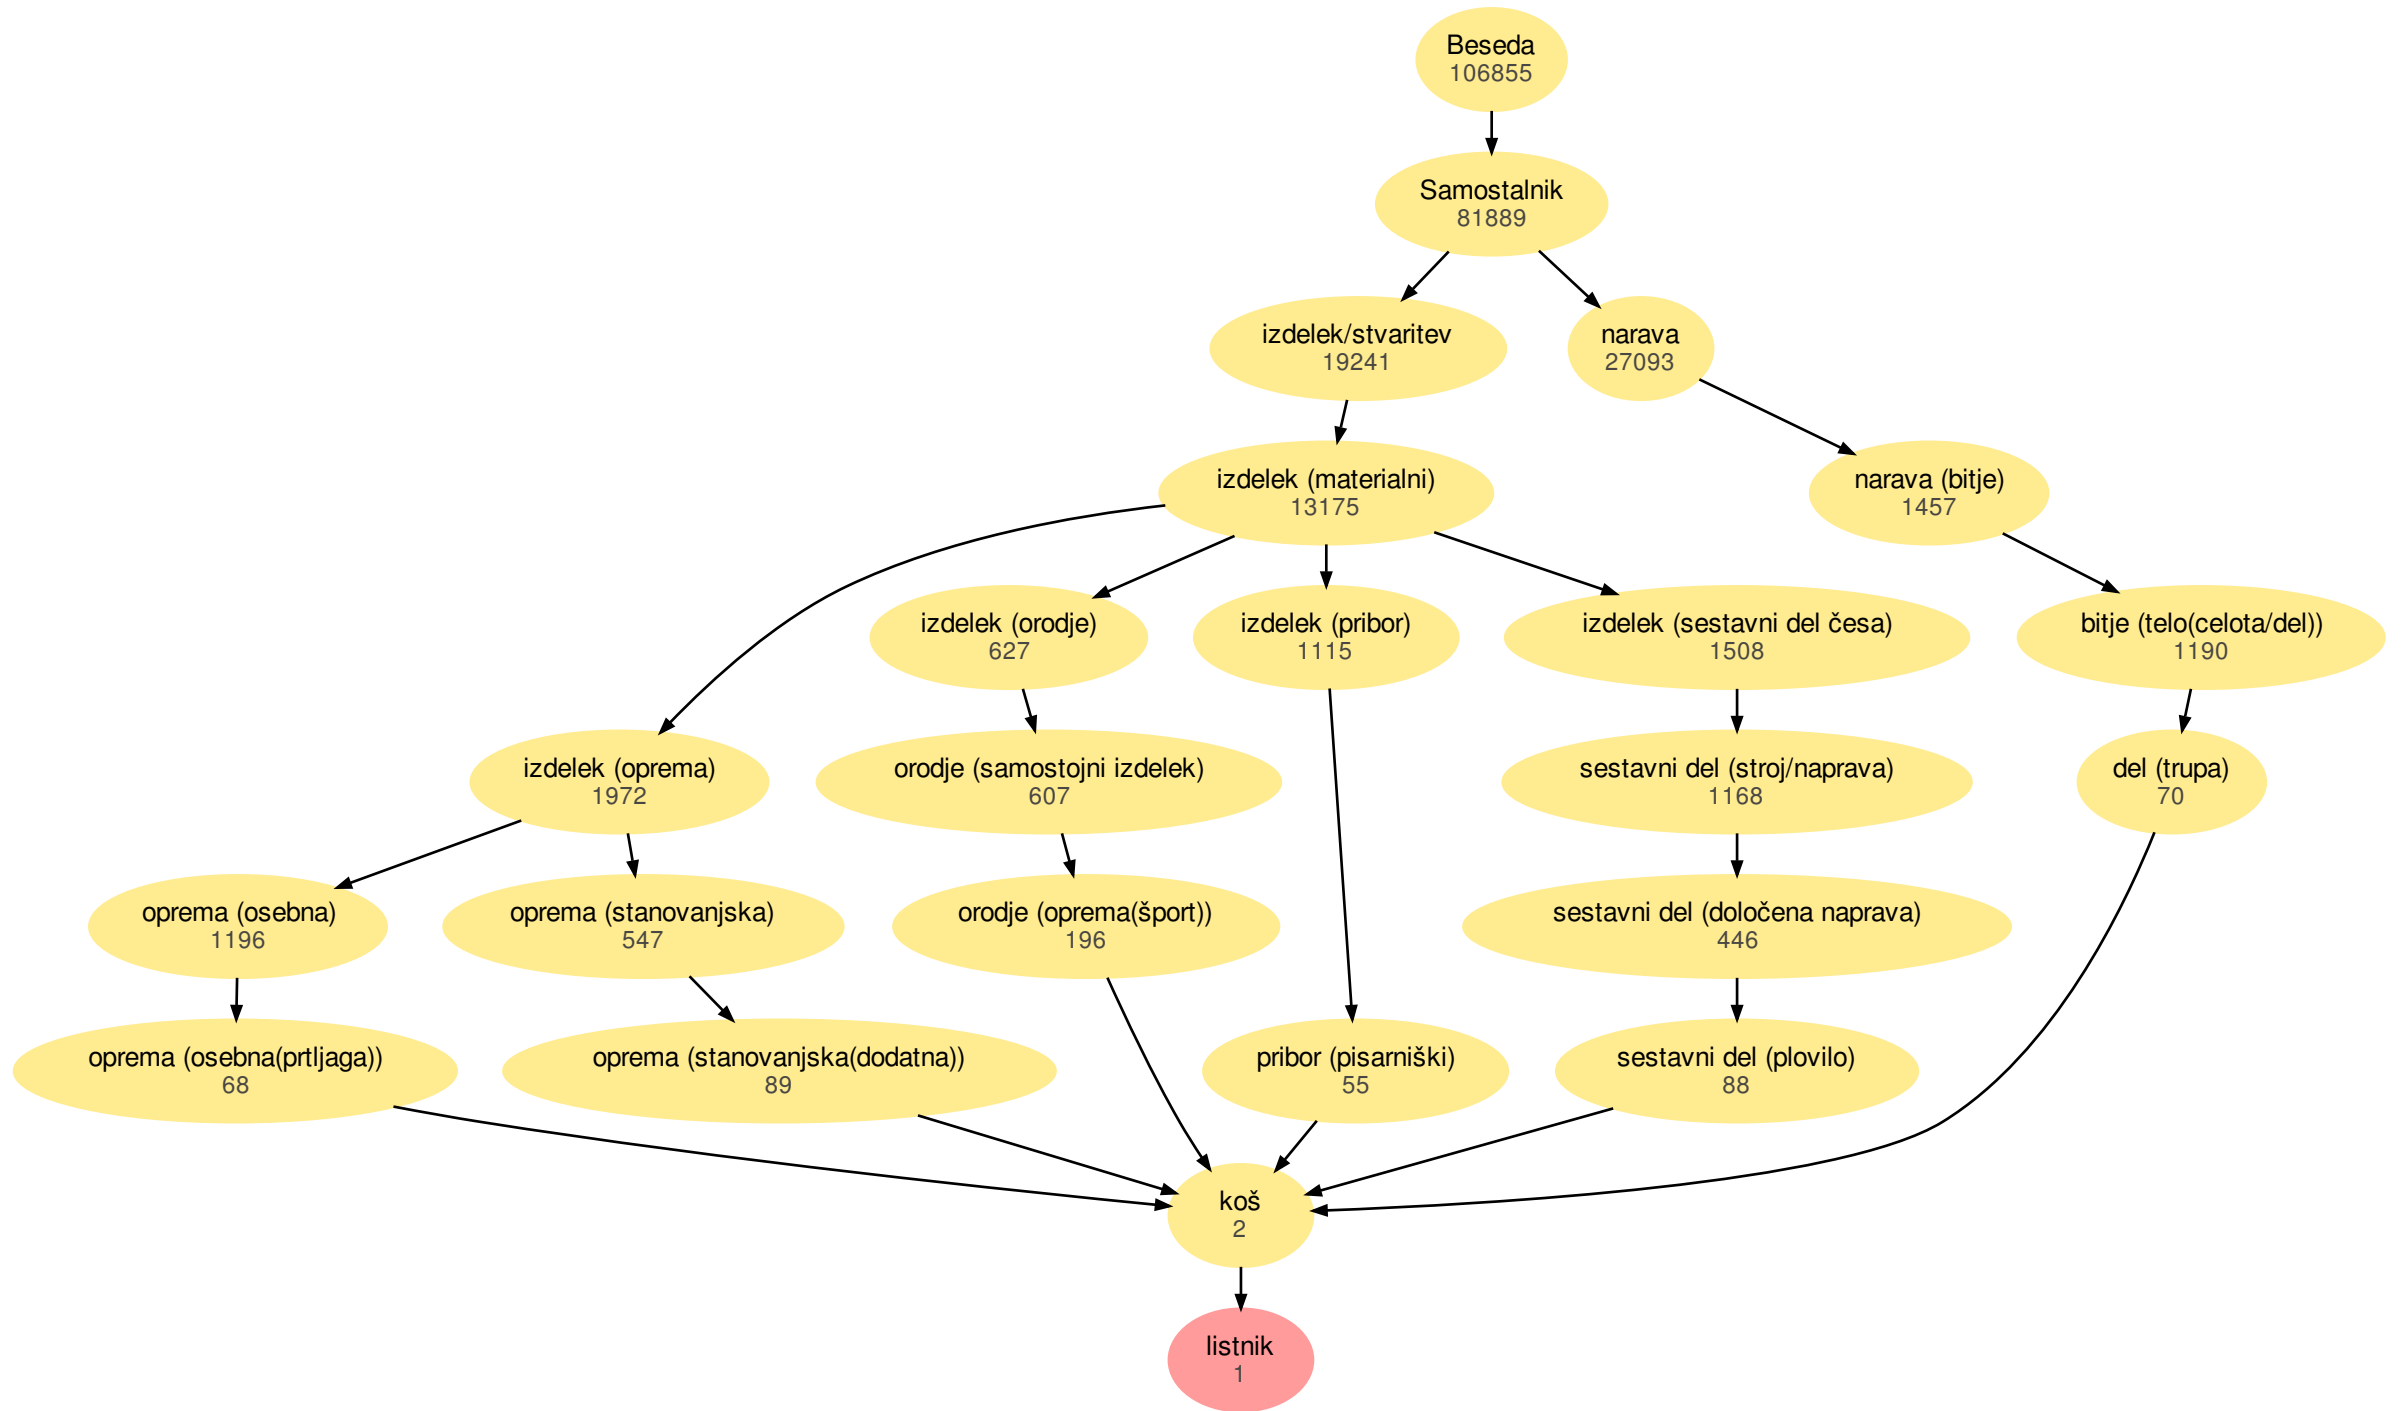 Beseda
106855
Samostalnik
81889
izdelek/stvaritev
19241
narava
27093
izdelek (materialni)
13175
narava (bitje)
1457
izdelek (orodje)
627
izdelek (pribor)
1115
izdelek (sestavni del česa)
1508
bitje (telo(celota/del))
1190
izdelek (oprema)
1972
orodje (samostojni izdelek)
607
sestavni del (stroj/naprava)
1168
del (trupa)
70
oprema (osebna)
1196
oprema (stanovanjska)
547
orodje (oprema(šport))
196
sestavni del (določena naprava)
446
oprema (osebna(prtljaga))
68
oprema (stanovanjska(dodatna))
89
pribor (pisarniški)
55
sestavni del (plovilo)
88
koš
2
listnik
1